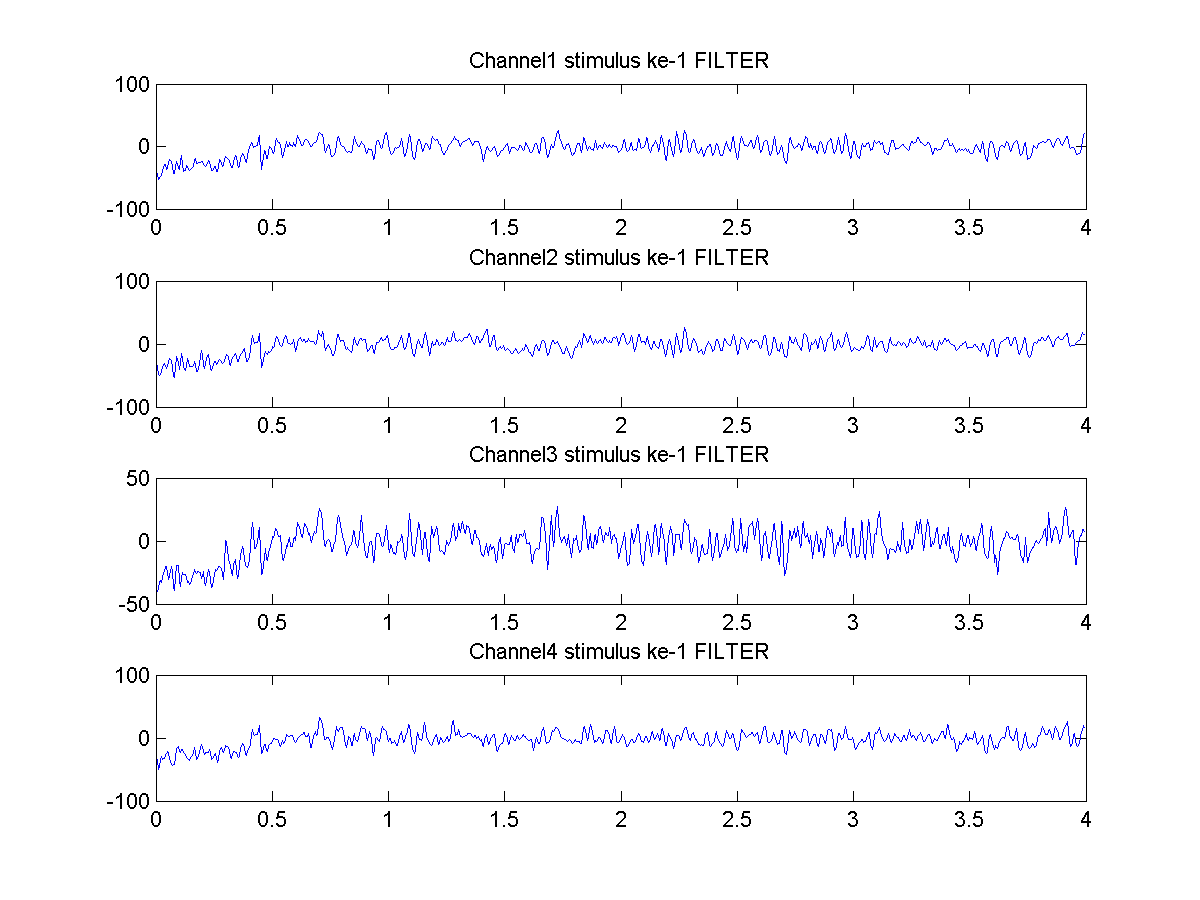 Channel1 stimulus ke-1 FILTER
100
0
-100
0 0.5 1 1.5 2 2.5 3 3.5 4
Channel2 stimulus ke-1 FILTER
100
0
-100
0 0.5 1 1.5 2 2.5 3 3.5 4
Channel3 stimulus ke-1 FILTER
50
0
-50
0 0.5 1 1.5 2 2.5 3 3.5 4
Channel4 stimulus ke-1 FILTER
100
0
-100
0 0.5 1 1.5 2 2.5 3 3.5 4